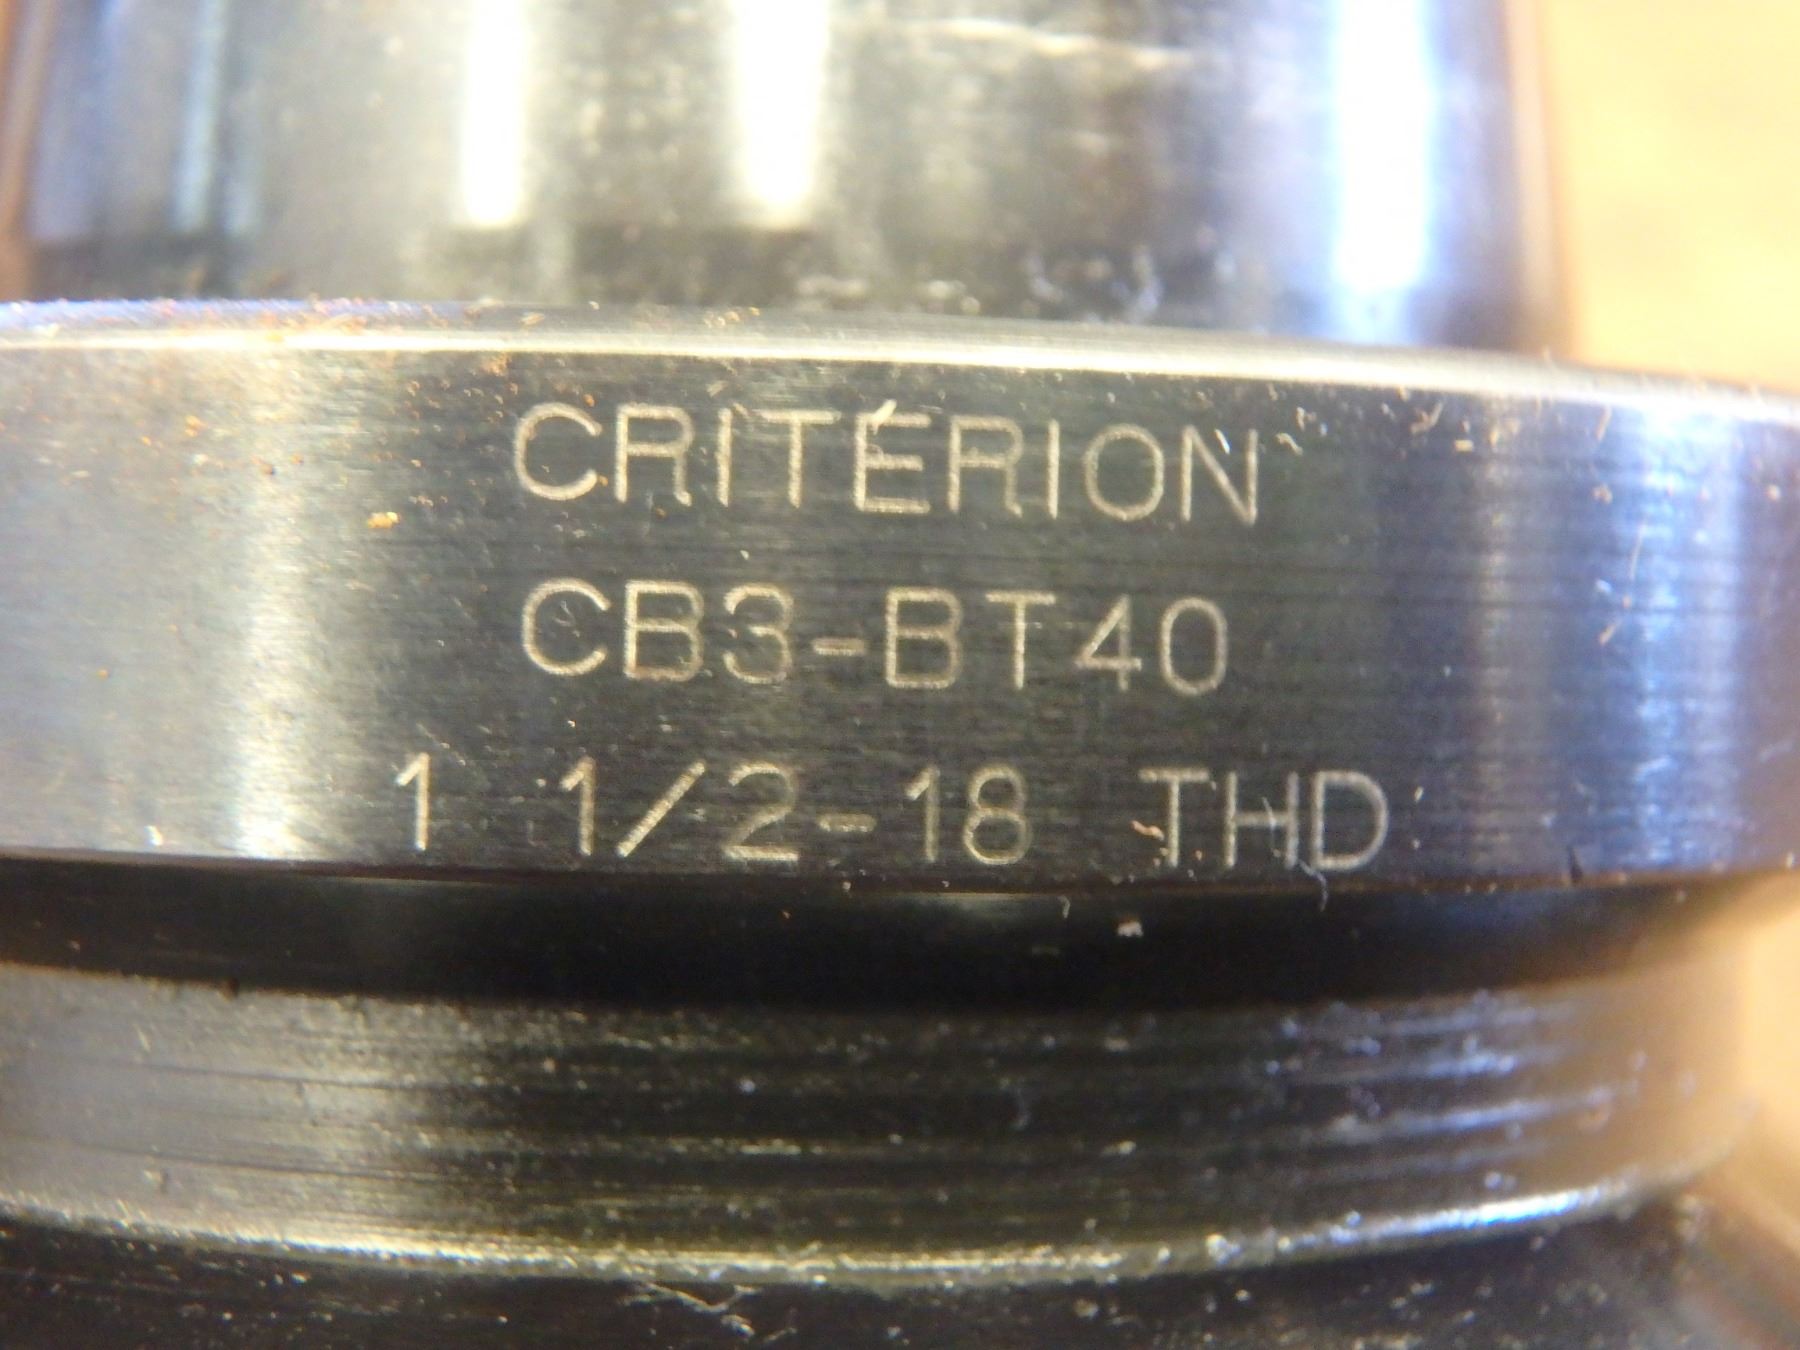 CRITERION
CB3-BT40
1 1/2-18 THD